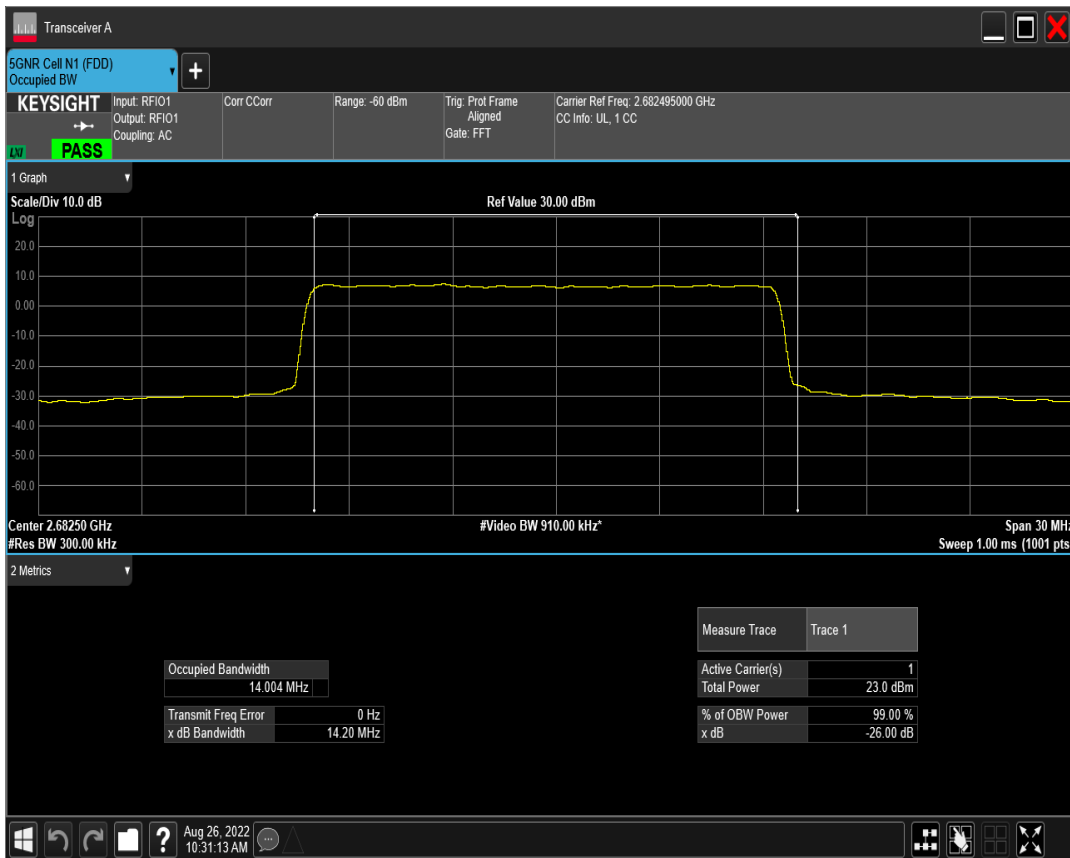 Transceiver A
5GNR Cell N1 (FDD)
Occupied BW
KEYSIGHT
Input: RFIO1
Output: RFIO1
Coupling: AC
Corr CCorr
Range: -60 dBm
Trig: Prot Frame
Aligned
Gate: FFT
Carrier Ref Freq: 2.682495000 GHz
CC Info: UL, 1 CC
LXI
PASS
1 Graph
Scale/Div 10.0 dB
Ref Value 30.00 dBm
Log
20.0
10.0
0.00
-10.0
-20.0
-30.0
-40.0
-50.0
-60.0
Center 2.68250 GHz
#Video BW 910.00 kHz*
Span 30 MHz
#Res BW 300.00 kHz
Sweep 1.00 ms (1001 pts
2 Metrics
Measure Trace Trace 1
Occupied Bandwidth
14.004 MHz
Active Carrier(s) 1
Total Power 23.0 dBm
Transmit Freq Error 0 Hz
x dB Bandwidth 14.20 MHz
% of OBW Power 99.00 %
x dB -26.00 dB
?
Aug 26, 2022
10:31:13 AM